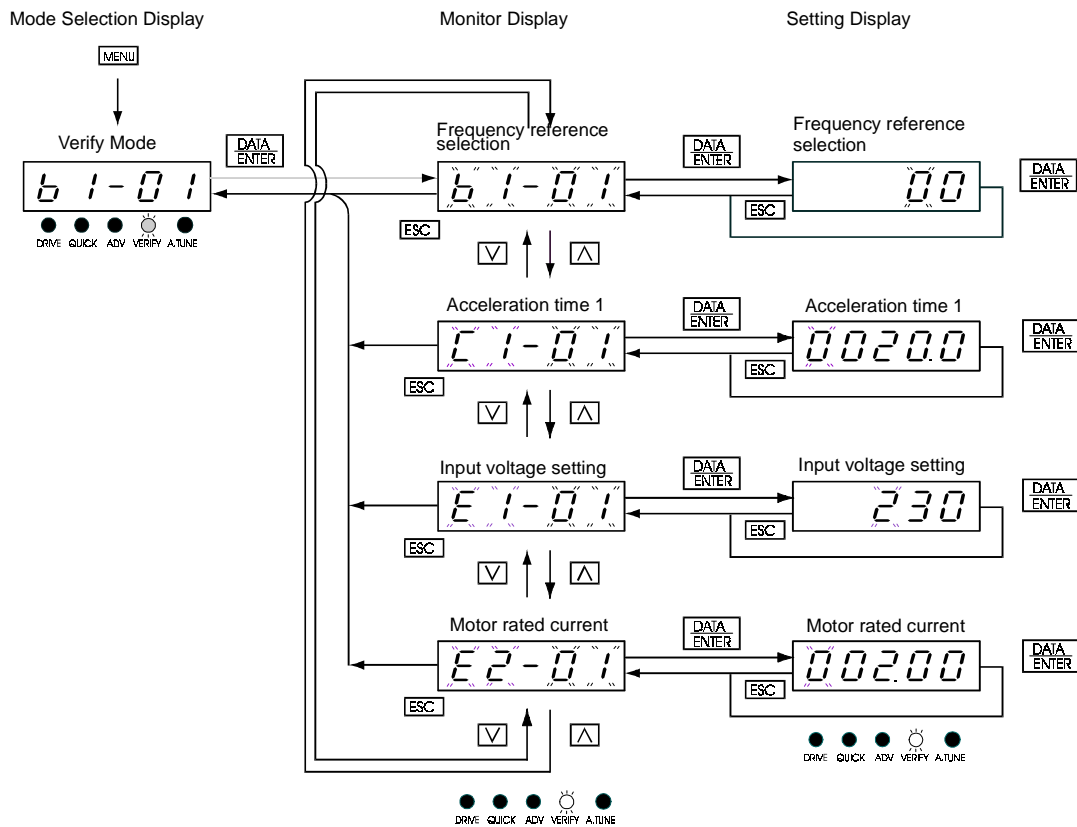 Mode Selection Display
Monitor Display
Setting Display
MENU
Verify Mode
DATA
ENTER
b1-01
DRIVE QUICK ADV VERIFY A.TUNE
Frequency reference
selection
b1-01
ESC
DATA
ENTER
Frequency reference
selection
00
ESC
DATA
ENTER
Acceleration time 1
C1-01
ESC
DATA
ENTER
Acceleration time 1
0020.0
ESC
DATA
ENTER
Input voltage setting
E1-01
ESC
DATA
ENTER
Input voltage setting
230
ESC
DATA
ENTER
Motor rated current
E2-01
ESC
DATA
ENTER
Motor rated current
002.00
ESC
DATA
ENTER
DRIVE QUICK ADV VERIFY A.TUNE
DRIVE QUICK ADV VERIFY A.TUNE